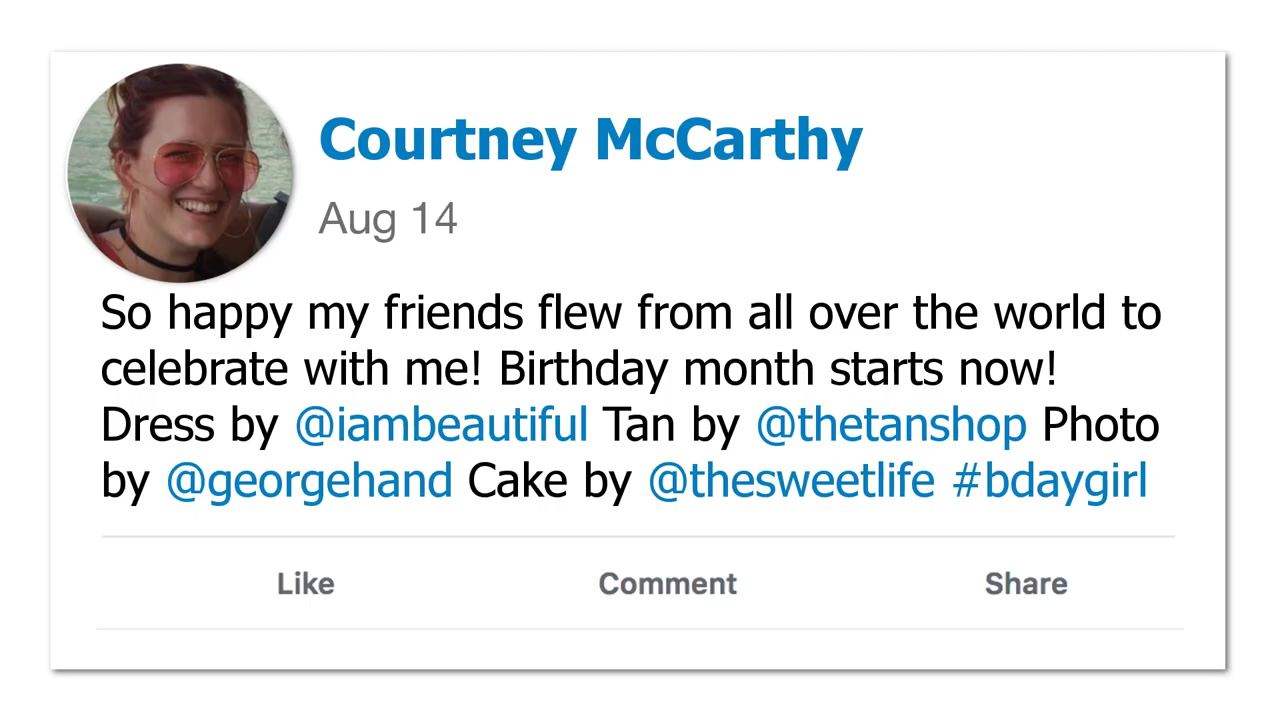 Courtney McCarthy
Aug 14
So happy my friends flew from all over the world to
celebrate with me! Birthday month starts now!
Dress by @iambeautiful Tan by @thetanshop Photo
by @georgehand Cake by @thesweetlife #bdaygirl
Like Comment Share